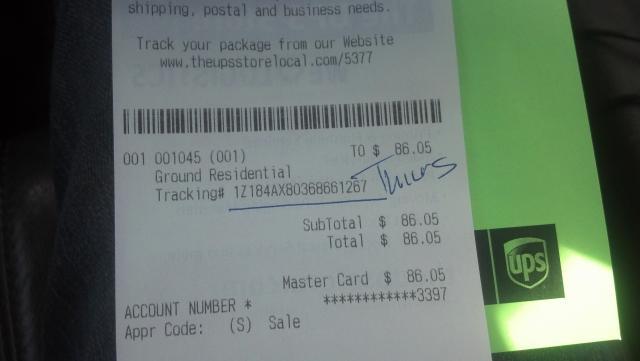 shipping, postal and business needs.
Track your package from our Website
www.theupsstorelocal.com/5377
001 001045 (001) TO $ 86.05
Ground Residential
Tracking# 1Z184AX80368661267 Thurs
SubTotal $ 86.05
Total $ 86.05
ups
Master Card $ 86.05
ACCOUNT NUMBER * ************3397
Appr Code: (S) Sale